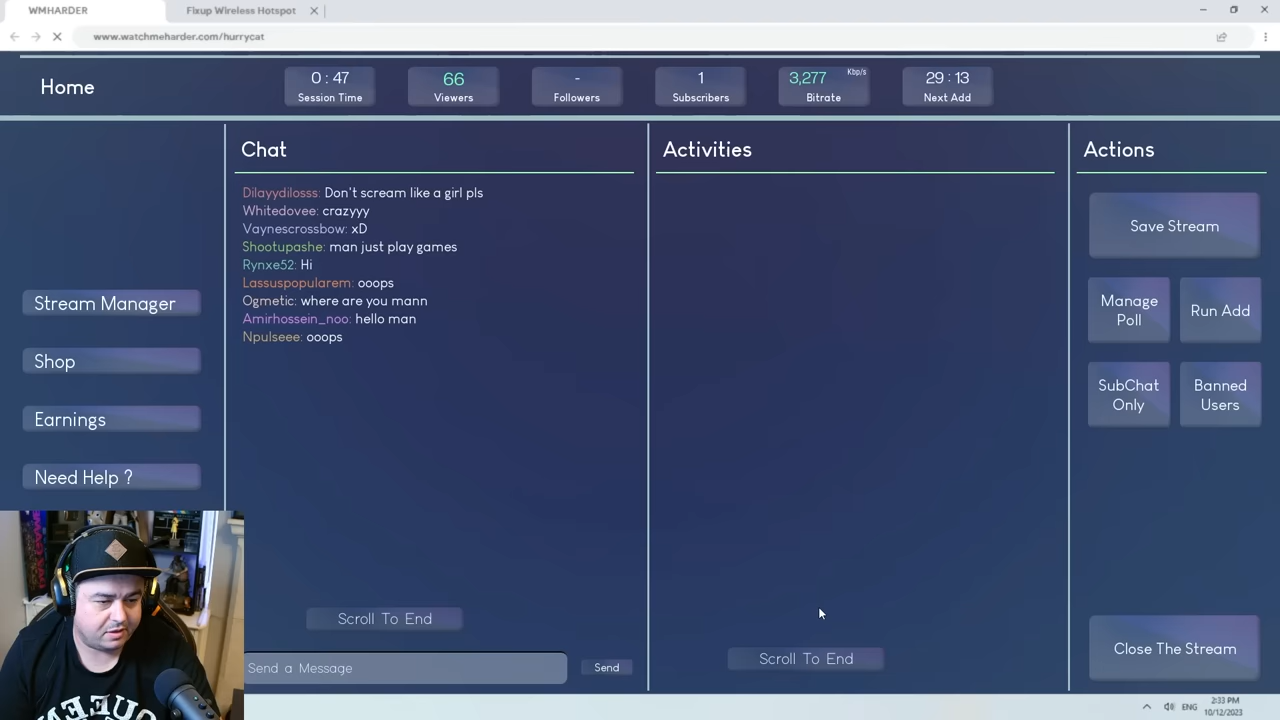 WMHARDER
Fixup Wireless Hotspot
www.watchmeharder.com/hurrycat
Home
0 : 47
Session Time
66
Viewers
-
Followers
1
Subscribers
3,277 Kbp/s
Bitrate
29 : 13
Next Add
Stream Manager
Shop
Earnings
Need Help ?
Chat
Dilayydilosss: Don't scream like a girl pls
Whitedovee: crazyyy
Vaynescrossbow: xD
Shootupashe: man just play games
Rynxe52: Hi
Lassuspopularem: ooops
Ogmetic: where are you mann
Amirhossein_noo: hello man
Npulseee: ooops
Scroll To End
Send a Message
Send
Activities
Scroll To End
Actions
Save Stream
Manage
Poll
Run Add
SubChat
Only
Banned
Users
Close The Stream
ENG
2:33 PM
10/12/2023